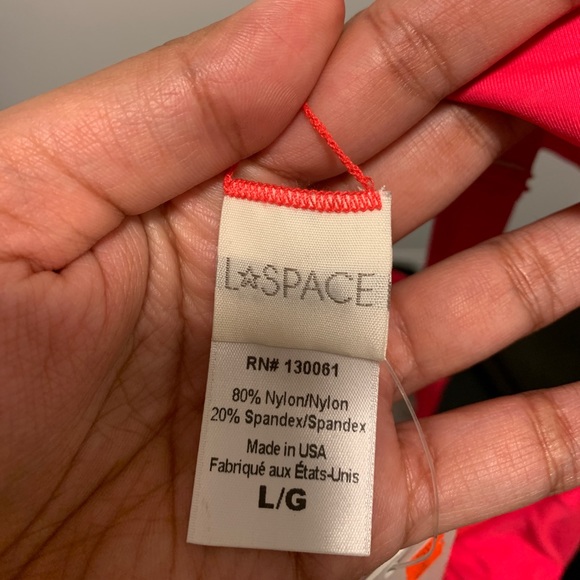 L☆SPACE
RN# 130061
80% Nylon/Nylon
20% Spandex/Spandex
Made in USA
Fabriqué aux États-Unis
L/G